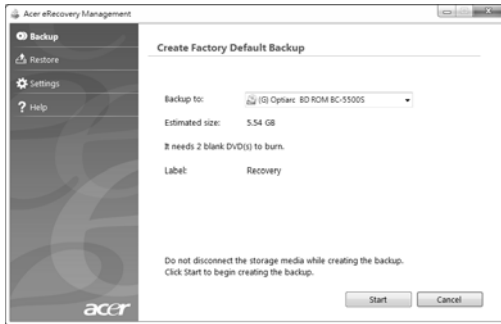 Acer eRecovery Management
Backup
Restore
Settings
Help
Create Factory Default Backup
Backup to: (G) Optiarc BD ROM BC-5500S
Estimated size: 5.54 GB
It needs 2 blank DVD(s) to burn.
Label: Recovery
Do not disconnect the storage media while creating the backup.
Click Start to begin creating the backup.
Start Cancel
acer